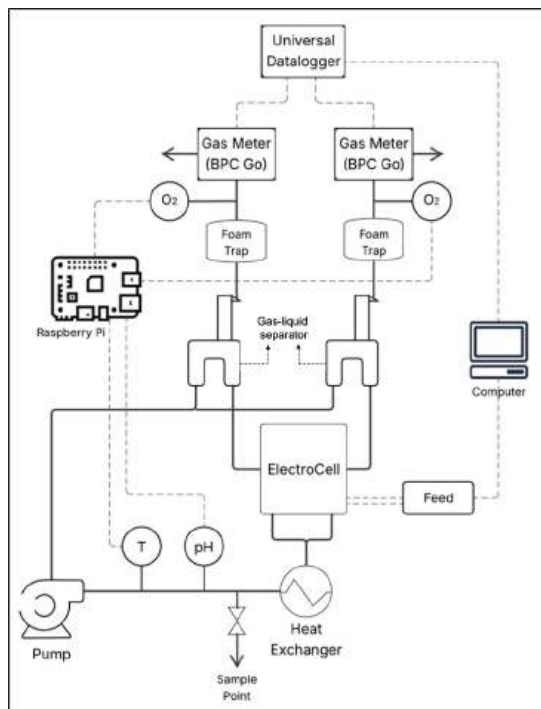 Universal
Datalogger
Gas Meter
(BPC Go)
Gas Meter
(BPC Go)
O₂
O₂
Foam
Trap
Foam
Trap
Raspberry Pi
Gas-liquid
separator
Computer
ElectroCell
Feed
T
pH
Pump
Heat
Exchanger
Sample
Point